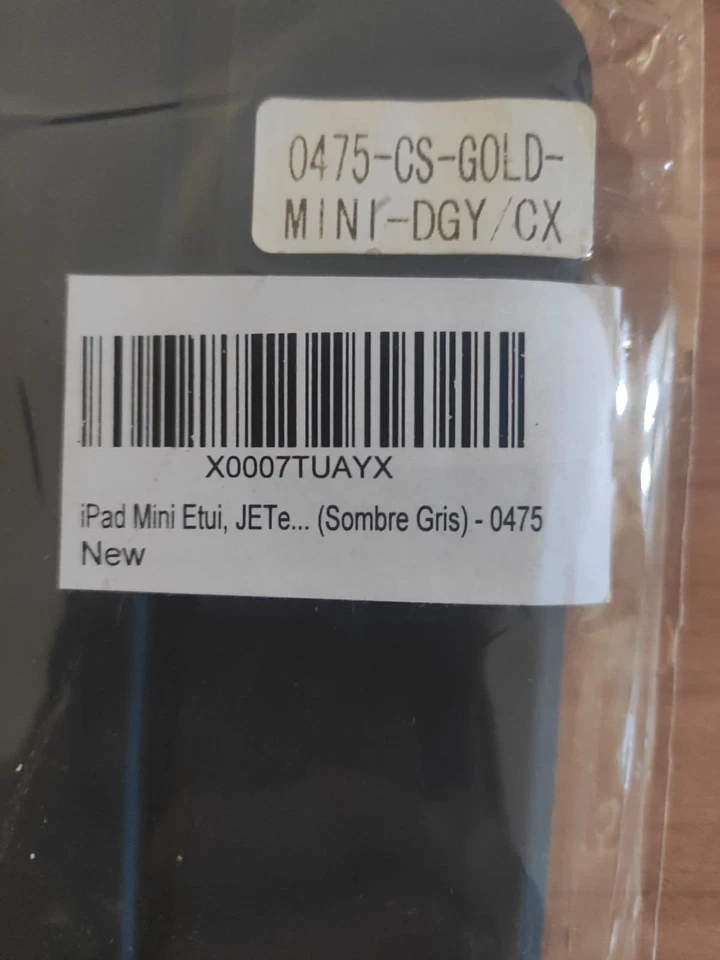 0475-CS-GOLD-
MINI-DGY/CX
X0007TUAYX
iPad Mini Etui, JETe... (Sombre Gris) - 0475
New